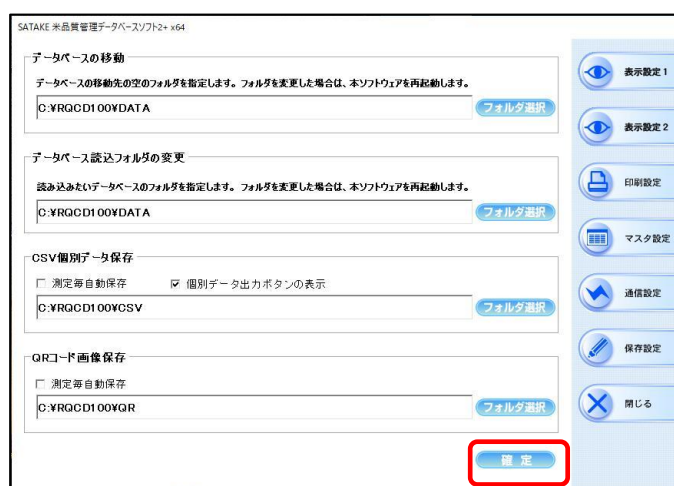 SATAKE 米品質管理データベースソフト2+ x64
データベースの移動
データベースの移動先の空のフォルダを指定します。フォルダを変更した場合は、本ソフトウェアを再起動します。
C:¥RQCD100¥DATA
フォルダ選択
データベース読込フォルダの変更
読み込みたいデータベースのフォルダを指定します。フォルダを変更した場合は、本ソフトウェアを再起動します。
C:¥RQCD100¥DATA
フォルダ選択
CSV個別データ保存
測定毎自動保存
個別データ出力ボタンの表示
C:¥RQCD100¥CSV
フォルダ選択
QRコード画像保存
測定毎自動保存
C:¥RQCD100¥QR
フォルダ選択
確 定
表示設定1
表示設定2
印刷設定
マスタ設定
通信設定
保存設定
閉じる